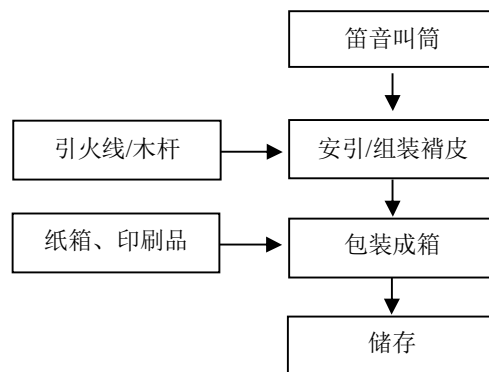 笛音叫筒
引火线/木杆
安引/组装褙皮
纸箱、印刷品
包装成箱
储存